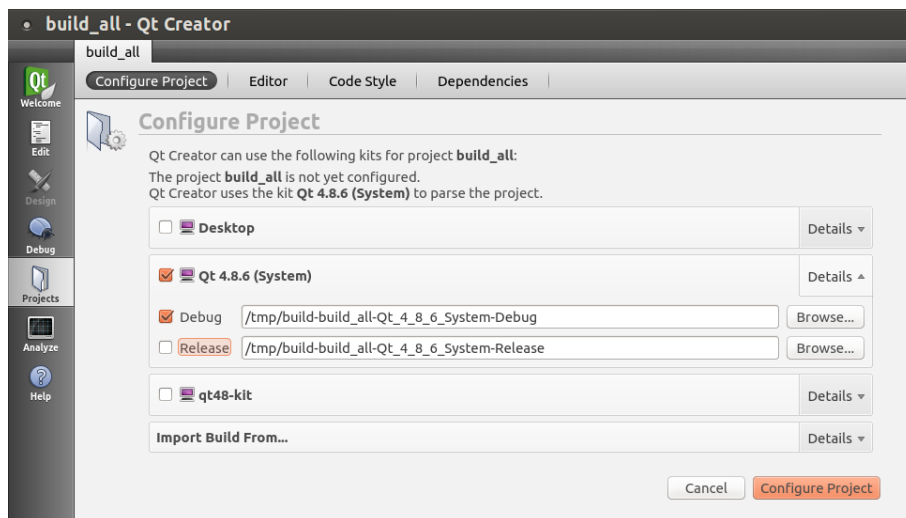 build_all - Qt Creator
build_all
Qt
Welcome
Edit
Design
Debug
Projects
Analyze
Help
Configure Project Editor Code Style Dependencies
Configure Project
Qt Creator can use the following kits for project build_all:
The project build_all is not yet configured.
Qt Creator uses the kit Qt 4.8.6 (System) to parse the project.
Desktop Details
Qt 4.8.6 (System) Details
Debug /tmp/build-build_all-Qt_4_8_6_System-Debug Browse...
Release /tmp/build-build_all-Qt_4_8_6_System-Release Browse...
qt48-kit Details
Import Build From... Details
Cancel Configure Project